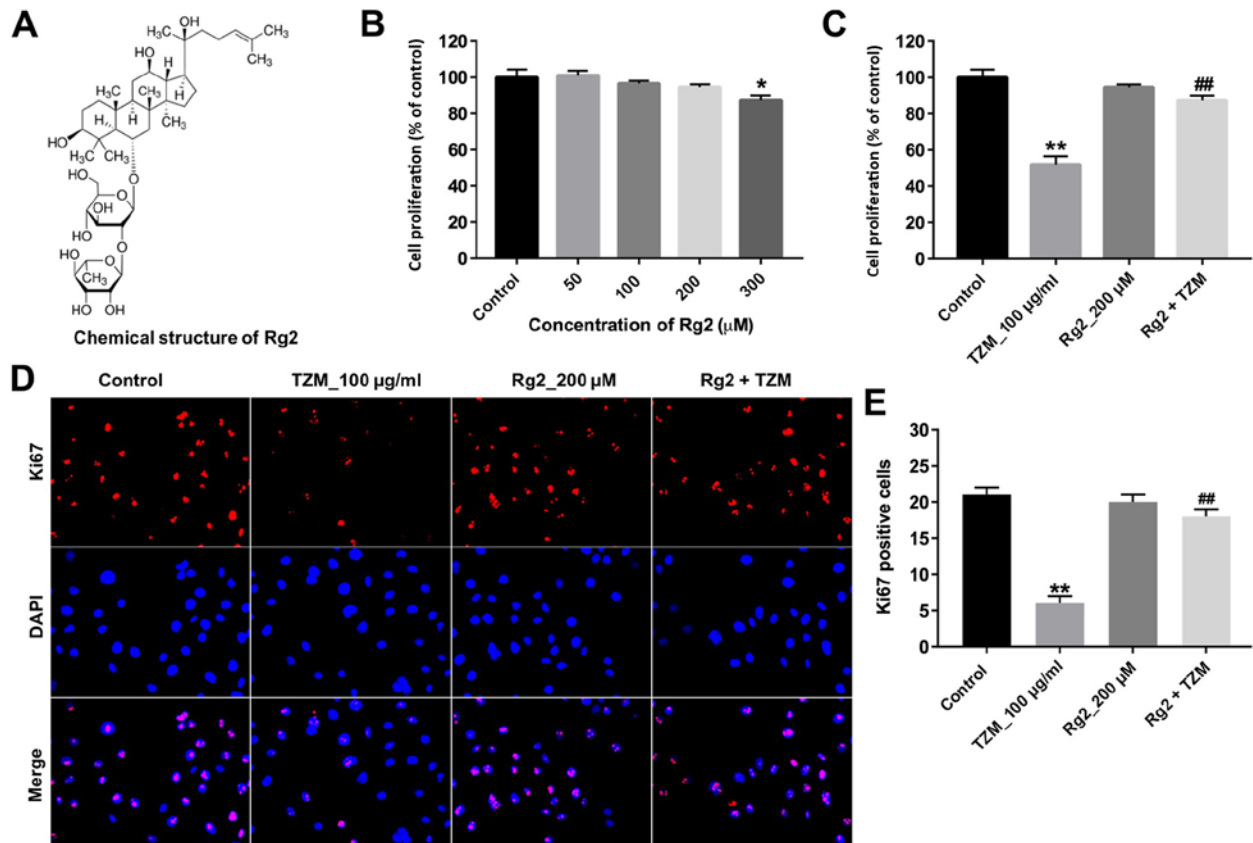 A
OH
H₃C
CH₃
CH₃
HO
H
H
H₃C
H
CH₃
H
H,
CH₃
HO
H₃C
CH₃
HO
O
O
OH
HO
O
HO
O
CH₃
HO
OH
Chemical structure of Rg2
B
Cell proliferation (% of control)
120
100
80
60
40
20
0
*
Control
50
100
200
300
Concentration of Rg2 (μM)
C
Cell proliferation (% of control)
120
100
80
60
40
20
0
**
##
Control
TZM_100 μg/ml
Rg2_200 μM
Rg2 + TZM
D
Control
TZM_100 μg/ml
Rg2_200 μM
Rg2 + TZM
Ki67
DAPI
Merge
E
Ki67 positive cells
30
25
20
15
10
5
0
**
##
Control
TZM_100 μg/ml
Rg2_200 μM
Rg2 + TZM